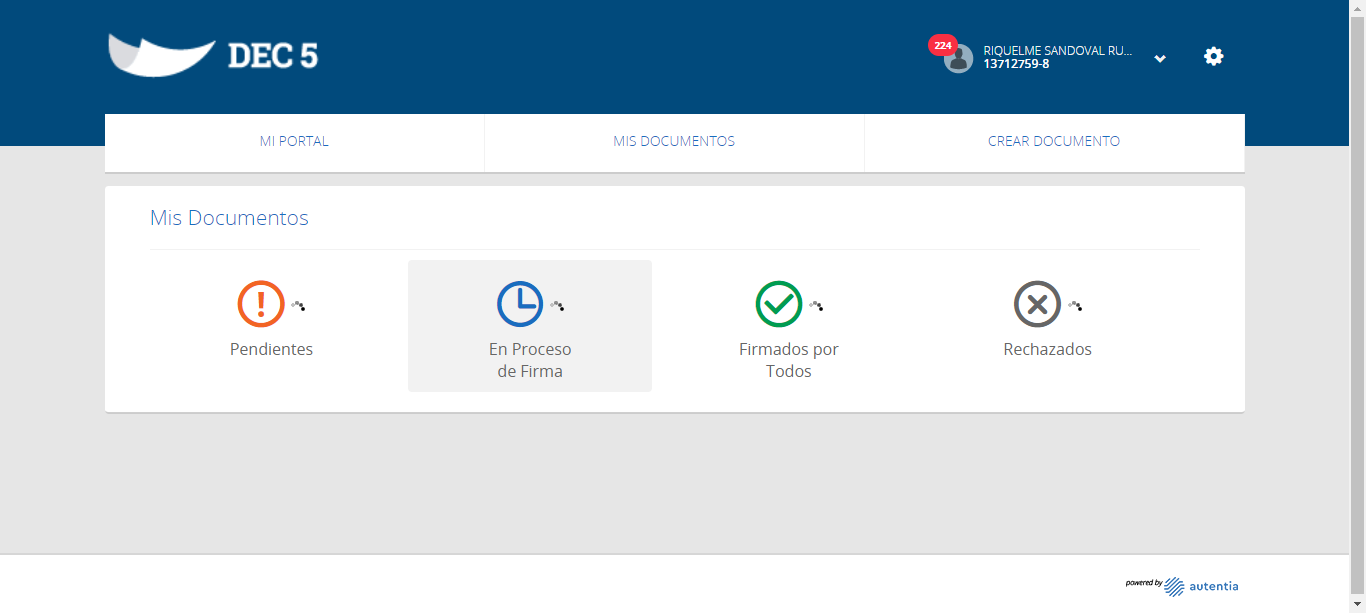 DEC 5
224
RIQUELME SANDOVAL RU...
13712759-8
MI PORTAL
MIS DOCUMENTOS
CREAR DOCUMENTO
Mis Documentos
Pendientes
En Proceso
de Firma
Firmados por
Todos
Rechazados
powered by
autentia